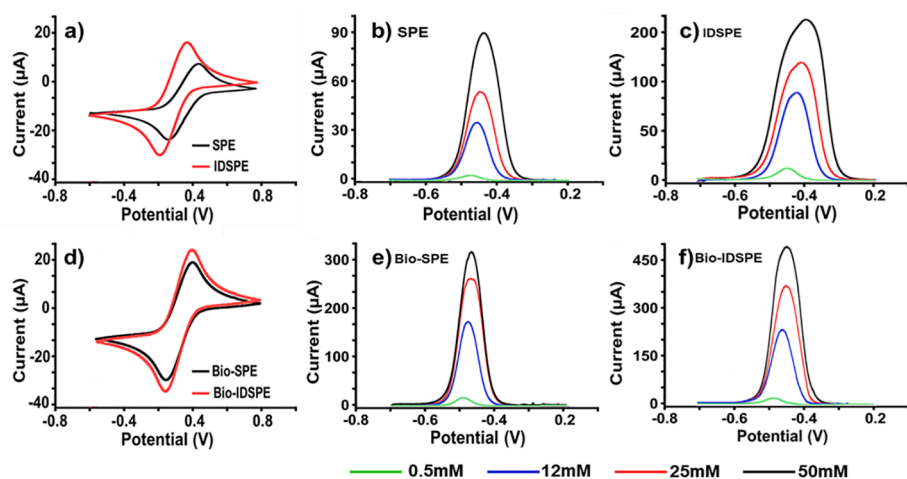 a)
Current (µA)
20
0
-20
-40
SPE
IDSPE
-0.8 -0.4 0.0 0.4 0.8
Potential (V)
b) SPE
Current (µA)
90
60
30
0
-0.8 -0.6 -0.4 0.2
Potential (V)
c) IDSPE
Current (µA)
200
100
50
0
-0.8 -0.6 -0.4 0.2
Potential (V)
d)
Current (µA)
20
0
-20
40
Bio-SPE
Bio-IDSPE
-0.8 -0.4 0.0 0.4 0.8
Potential (V)
e) Bio-SPE
Current (µA)
300
200
100
0
-0.8 -0.6 -0.4 0.2
Potential (V)
f) Bio-IDSPE
Current (µA)
450
300
150
0
-0.8 -0.6 -0.4 0.2
Potential (V)
0.5mM 12mM 25mM 50mM